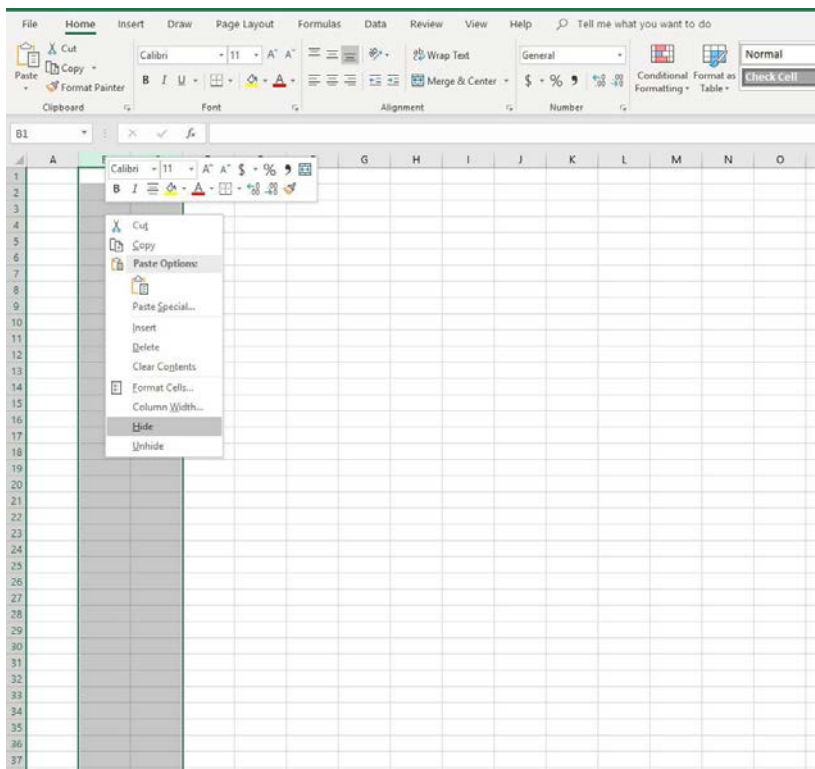 File Home Insert Draw Page Layout Formulas Data Review View Help Tell me what you want to do
Cut
Copy
Format Painter
Paste
Calibri 11 A A
B I U A
Wrap Text
Merge & Center
General
$ % 9
Conditional Formatting
Format as Table
Normal
Check Cell
Clipboard Font Alignment Number
B1 fx
A G H I J K L M N O
Calibri 11 A A $ % 9
B I A
Cut
Copy
Paste Options:
Paste Special...
Insert
Delete
Clear Contents
Format Cells...
Column Width...
Hide
Unhide
1
2
3
4
5
6
7
8
9
10
11
12
13
14
15
16
17
18
19
20
21
22
23
24
25
26
27
28
29
30
31
32
33
34
35
36
37